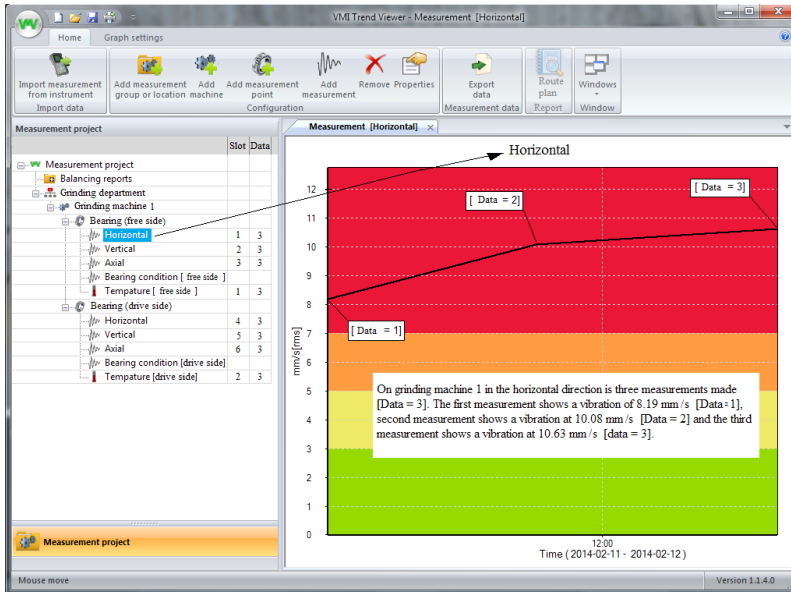 VMI Trend Viewer - Measurement [Horizontal]
Home Graph settings
Import measurement from instrument
Add measurement group or location
Add machine
Add measurement point
Add measurement
Remove
Properties
Export data
Route plan
Windows
Import data
Configuration
Measurement data
Report
Window
Measurement project
Slot Data
Measurement project
Balancing reports
Grinding department
Grinding machine 1
Bearing (free side)
Horizontal 1 3
Vertical 2 3
Axial 3 3
Bearing condition [ free side ]
Tempature [ free side ] 1 3
Bearing (drive side)
Horizontal 4 3
Vertical 5 3
Axial 6 3
Bearing condition [drive side]
Tempature [drive side] 2 3
Measurement project
Mouse move
Measurement [Horizontal]
Horizontal
12
11
10
9
8
7
6
5
4
3
2
1
0
mm/s[rms]
[ Data = 1]
[ Data = 2]
[ Data = 3]
On grinding machine 1 in the horizontal direction is three measurements made
[Data = 3]. The first measurement shows a vibration of 8.19 mm/s [Data=1],
second measurement shows a vibration at 10.08 mm/s [Data = 2] and the third
measurement shows a vibration at 10.63 mm/s [data = 3].
12:00
Time ( 2014-02-11 - 2014-02-12 )
Version 1.1.4.0